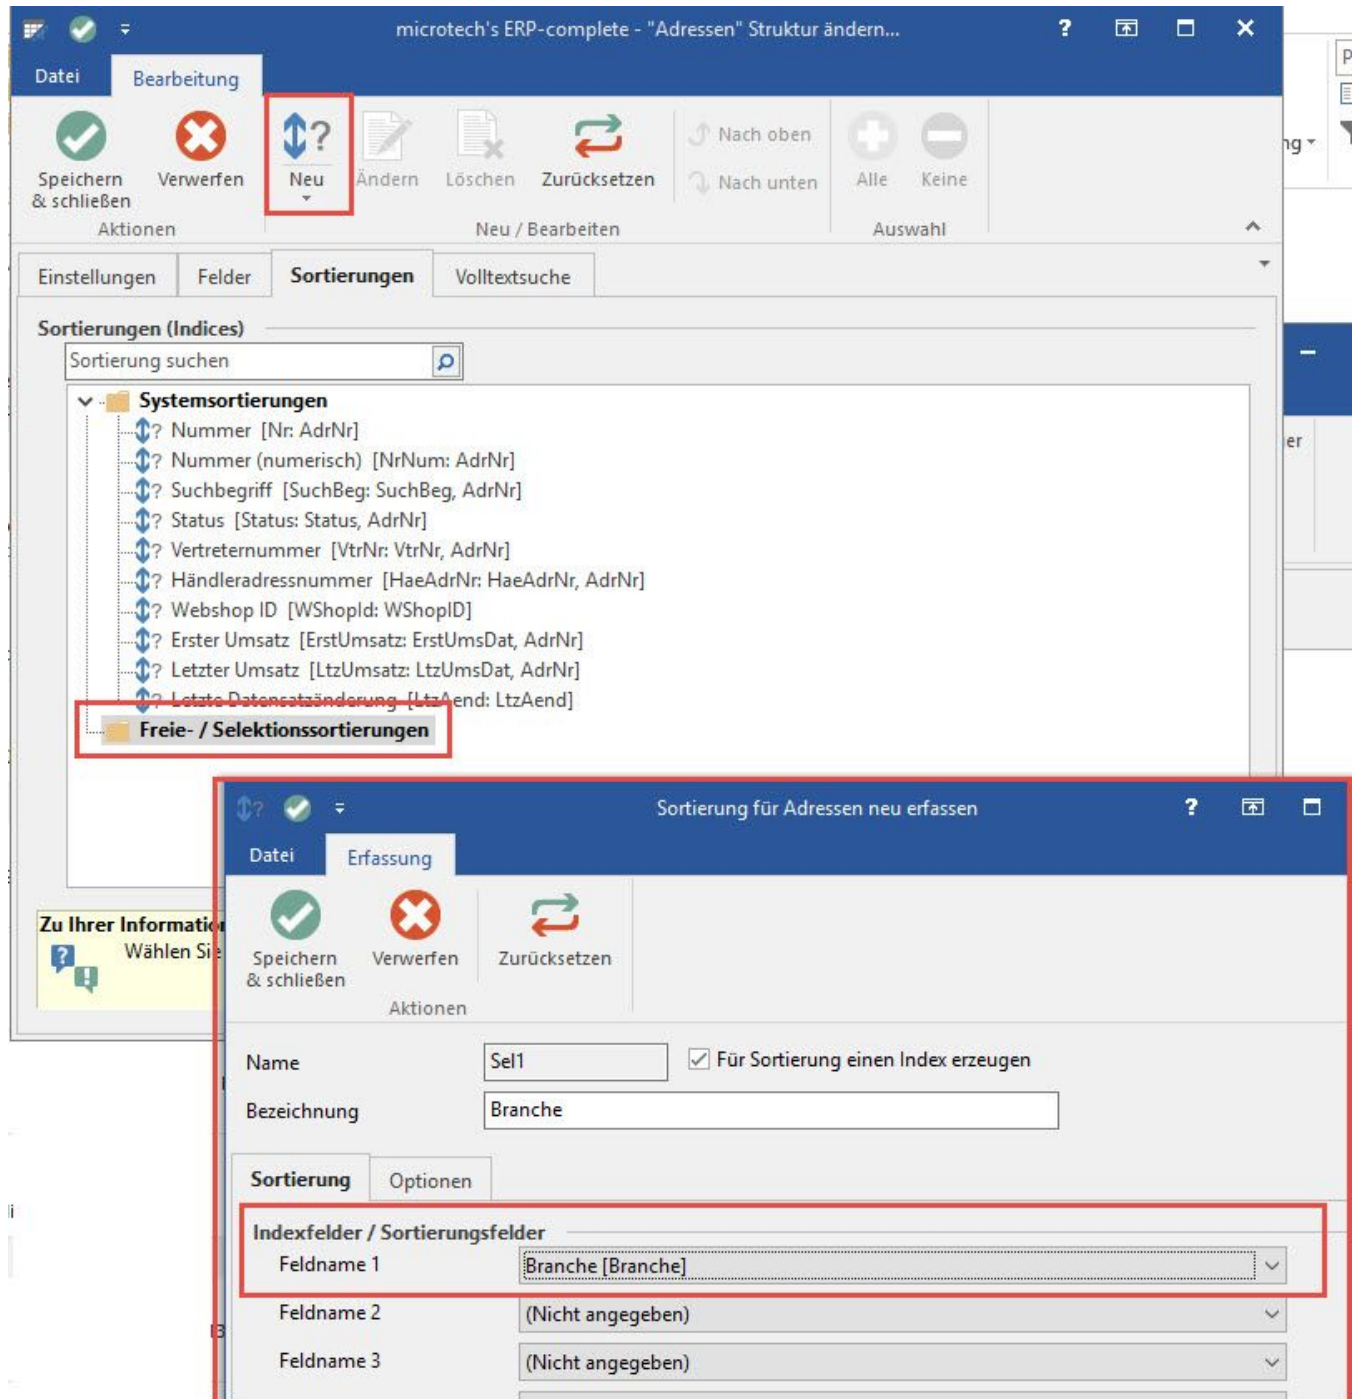 microtech's ERP-complete - "Adressen" Struktur ändern...
Datei Bearbeitung
Speichern & schließen
Verwerfen
Neu
Ändern
Löschen
Zurücksetzen
Nach oben
Nach unten
Alle
Keine
Aktionen
Neu / Bearbeiten
Auswahl
Einstellungen Felder Sortierungen Volltextsuche
Sortierungen (Indices)
Sortierung suchen
Systemsortierungen
Nummer [Nr: AdrNr]
Nummer (numerisch) [NrNum: AdrNr]
Suchbegriff [SuchBeg: SuchBeg, AdrNr]
Status [Status: Status, AdrNr]
Vertreternummer [VtrNr: VtrNr, AdrNr]
Händleradressnummer [HaeAdrNr: HaeAdrNr, AdrNr]
Webshop ID [WShopId: WShopID]
Erster Umsatz [ErstUmsatz: ErstUmsDat, AdrNr]
Letzter Umsatz [LtzUmsatz: LtzUmsDat, AdrNr]
Letzte Datensatzänderung [LtzAend: LtzAend]
Freie- / Selektionssortierungen
Zu Ihrer Information
Wählen Sie
Sortierung für Adressen neu erfassen
Datei Erfassung
Speichern & schließen
Verwerfen
Zurücksetzen
Aktionen
Name Sel1 Für Sortierung einen Index erzeugen
Bezeichnung Branche
Sortierung Optionen
Indexfelder / Sortierungsfelder
Feldname 1 Branche [Branche]
Feldname 2 (Nicht angegeben)
Feldname 3 (Nicht angegeben)